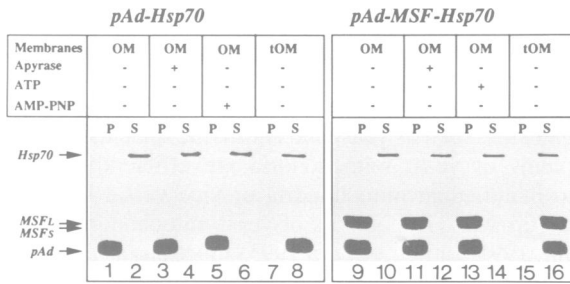 pAd-Hsp70 pAd-MSF-Hsp70
Membranes OM OM OM tOM OM OM OM tOM
Apyrase - + - - - + - -
ATP - - - - - - + -
AMP-PNP - - + - - - - -
P S P S P S P S P S P S P S P S
Hsp70
MSFL
MSFS
pAd
1 2 3 4 5 6 7 8 9 10 11 12 13 14 15 16